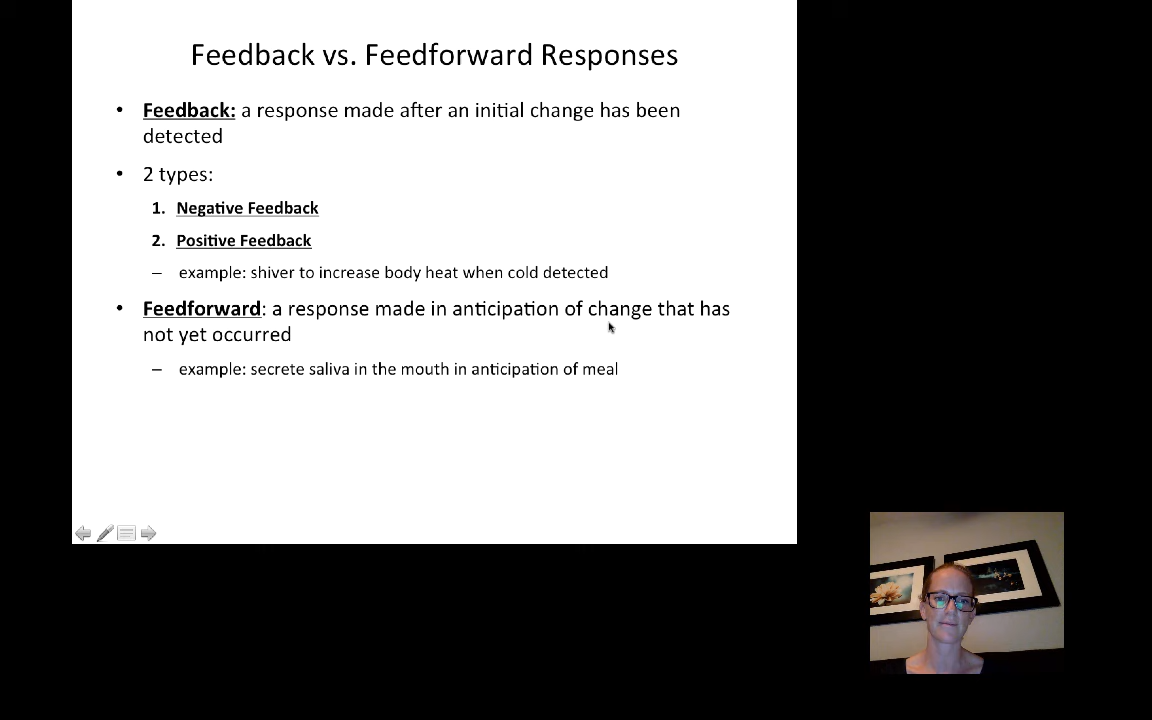 Feedback vs. Feedforward Responses
• Feedback: a response made after an initial change has been
detected
• 2 types:
1. Negative Feedback
2. Positive Feedback
– example: shiver to increase body heat when cold detected
• Feedforward: a response made in anticipation of change that has
not yet occurred
– example: secrete saliva in the mouth in anticipation of meal